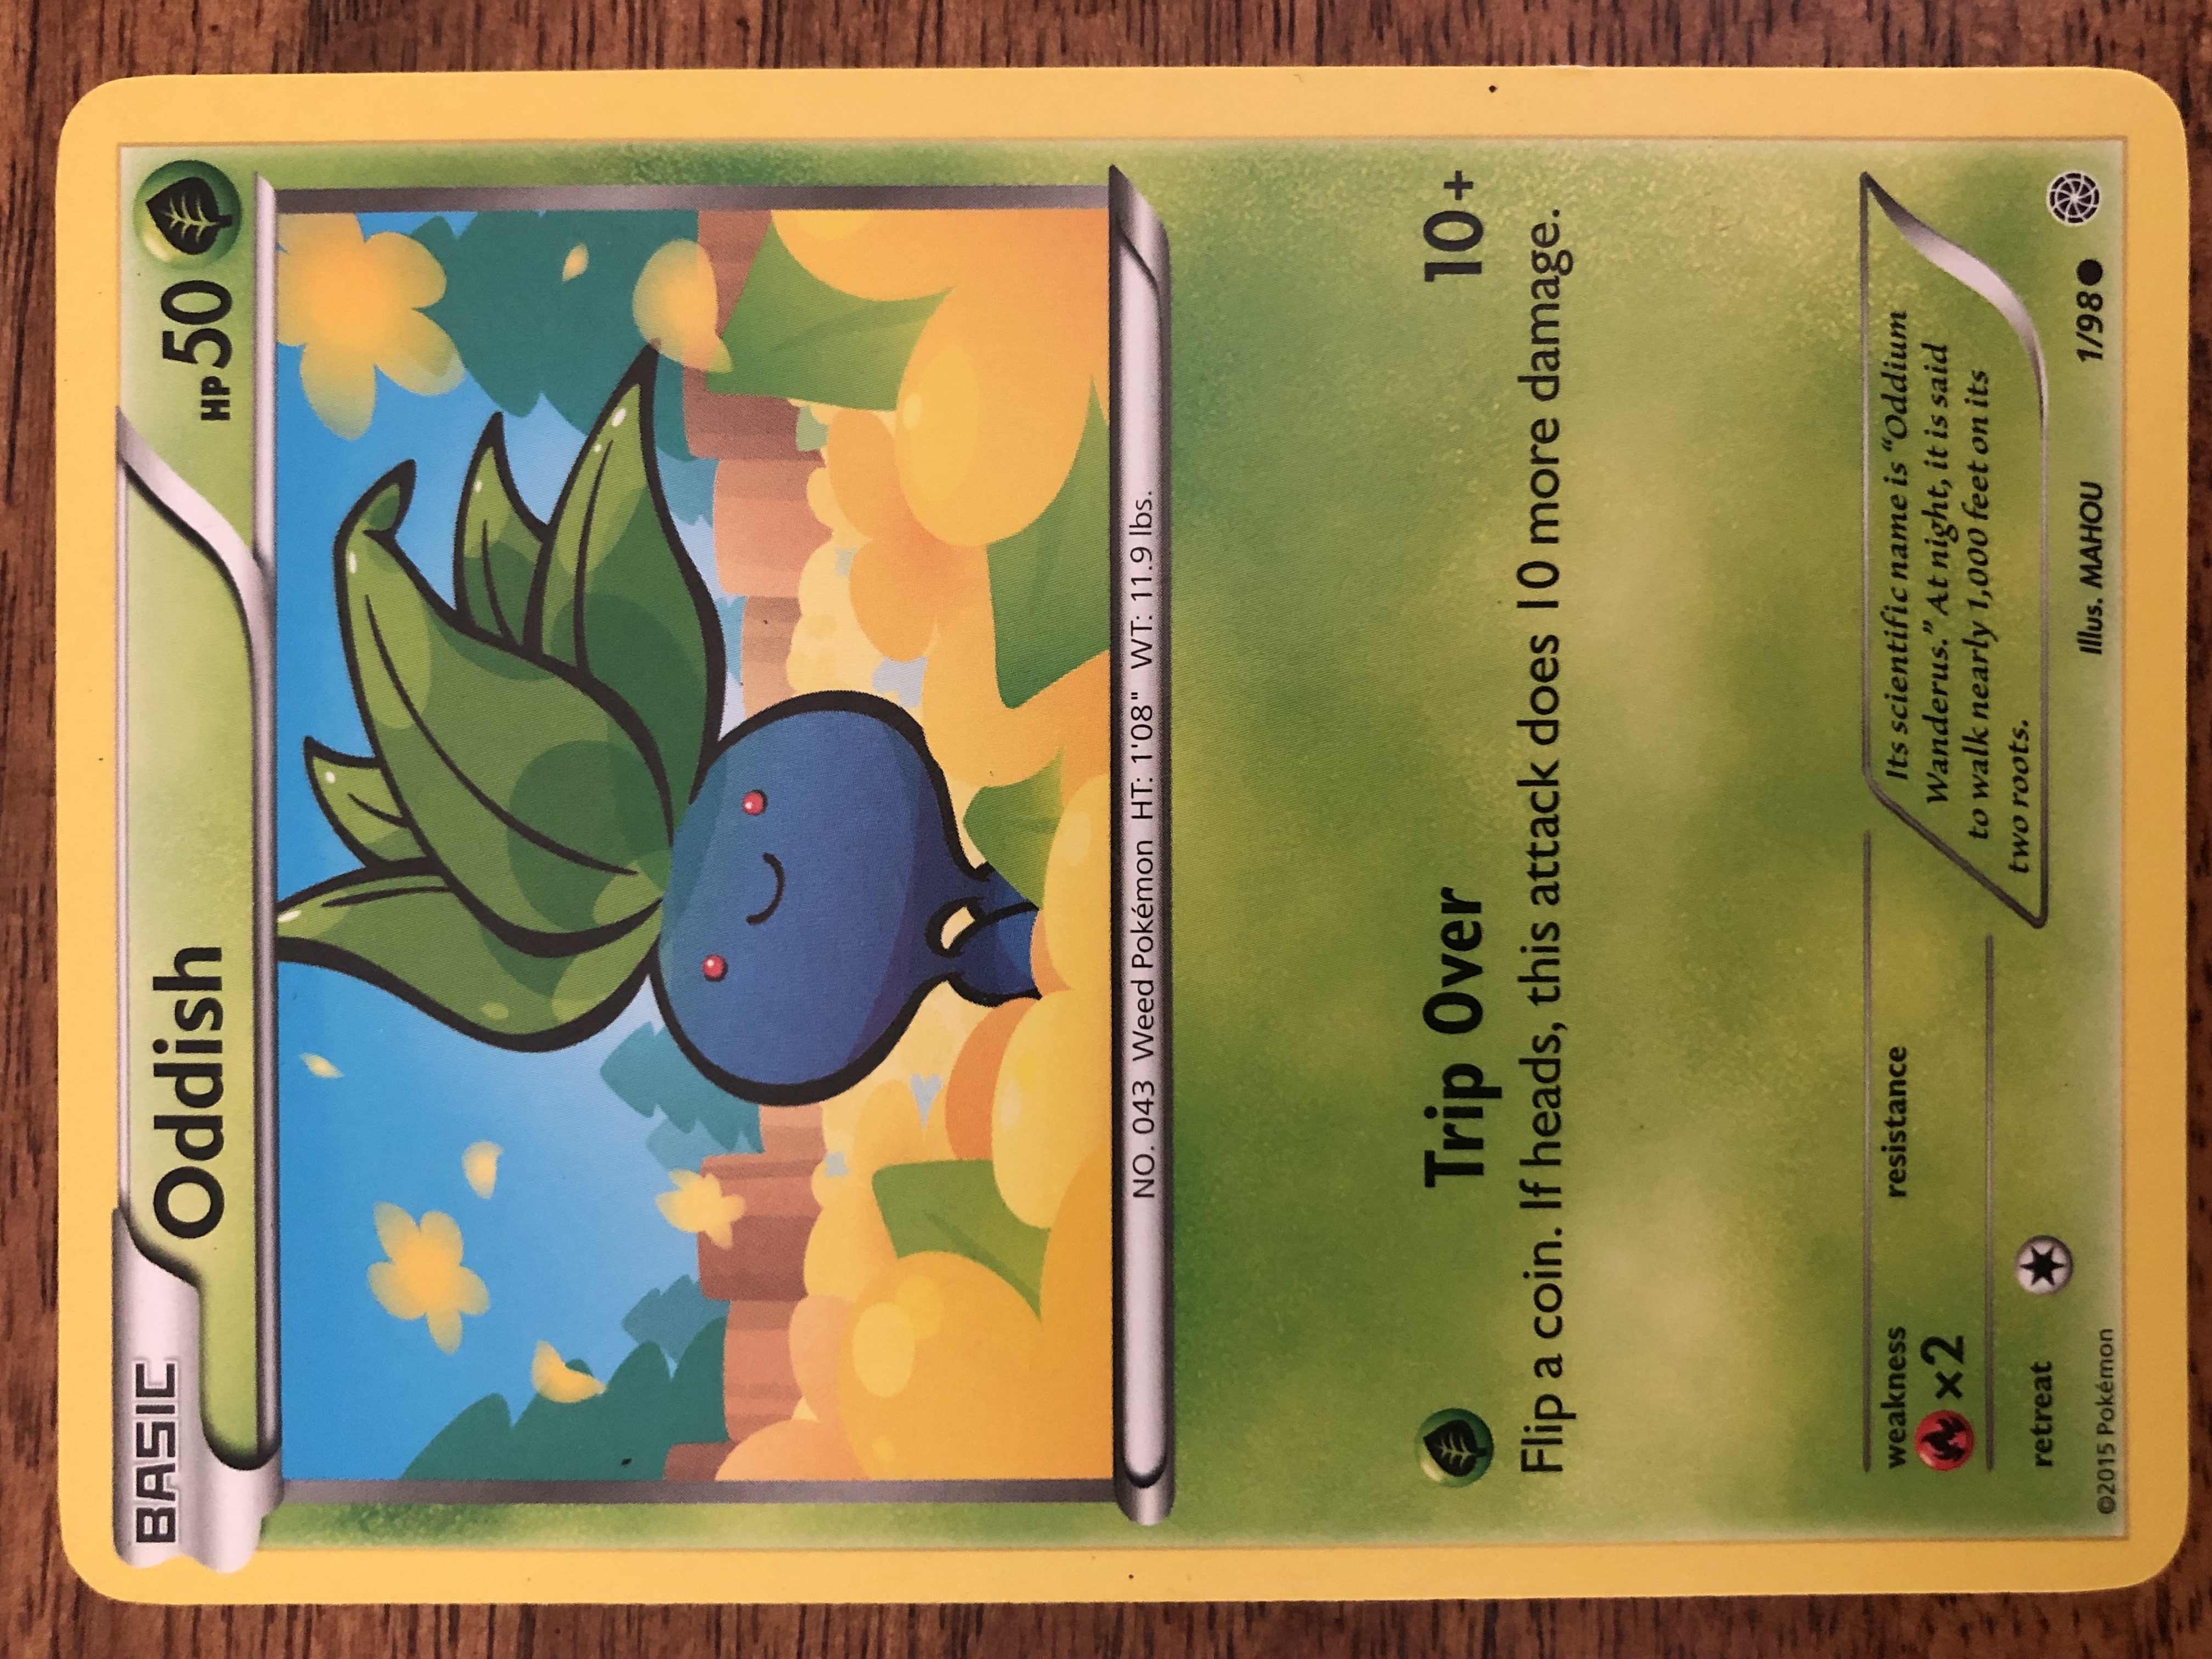 BASIC
Oddish
HP50
NO. 043 Weed Pokémon HT: 1'08" WT: 11.9 lbs.
Trip Over 10+
Flip a coin. If heads, this attack does 10 more damage.
weakness
×2
resistance
retreat
Its scientific name is “Oddium
Wanderus.” At night, it is said
to walk nearly 1,000 feet on its
two roots.
©2015 Pokémon
Illus. MAHOU
1/98